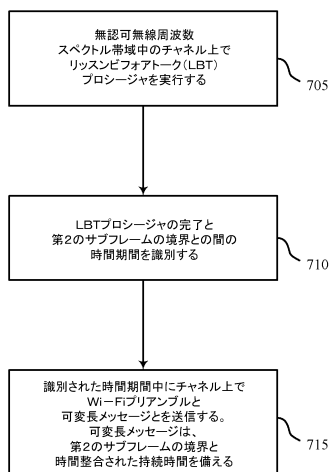 無認可無線周波数
スペクトル帯域中のチャネル上で
リッスンビフォアトーク(LBT)
プロシージャを実行する
705
LBTプロシージャの完了と
第2のサブフレームの境界との間の
時間期間を識別する
710
識別された時間期間中にチャネル上で
Wi-Fiプリアンブルと
可変長メッセージとを送信する。
可変長メッセージは、
第2のサブフレームの境界と
時間整合された持続時間を備える
715